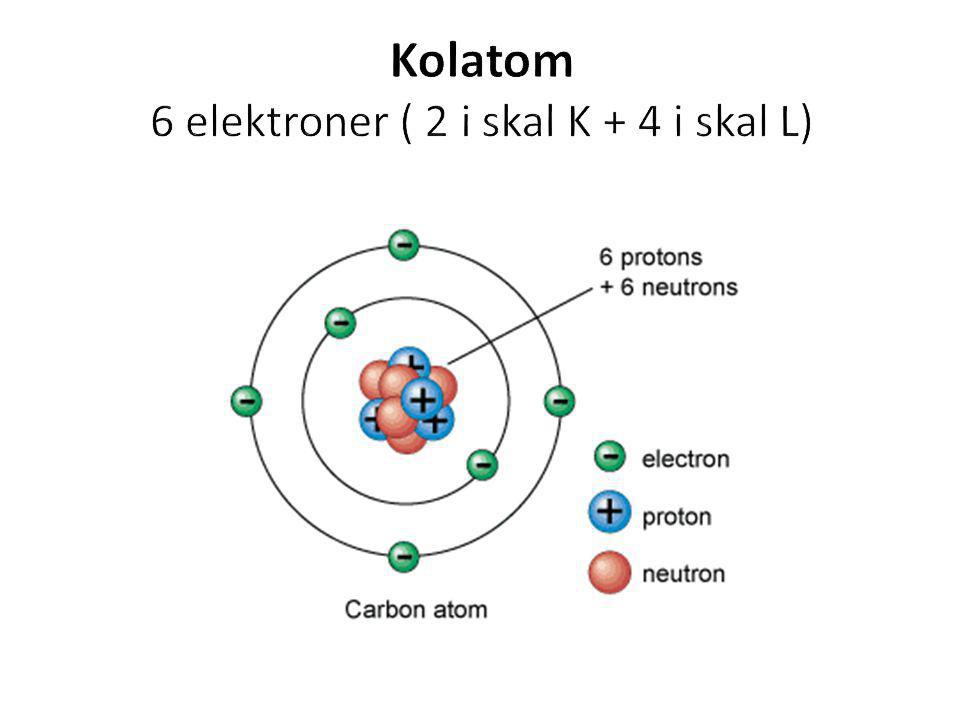 Kolatom
6 elektroner ( 2 i skal K + 4 i skal L)
6 protons
+ 6 neutrons
electron
proton
neutron
Carbon atom